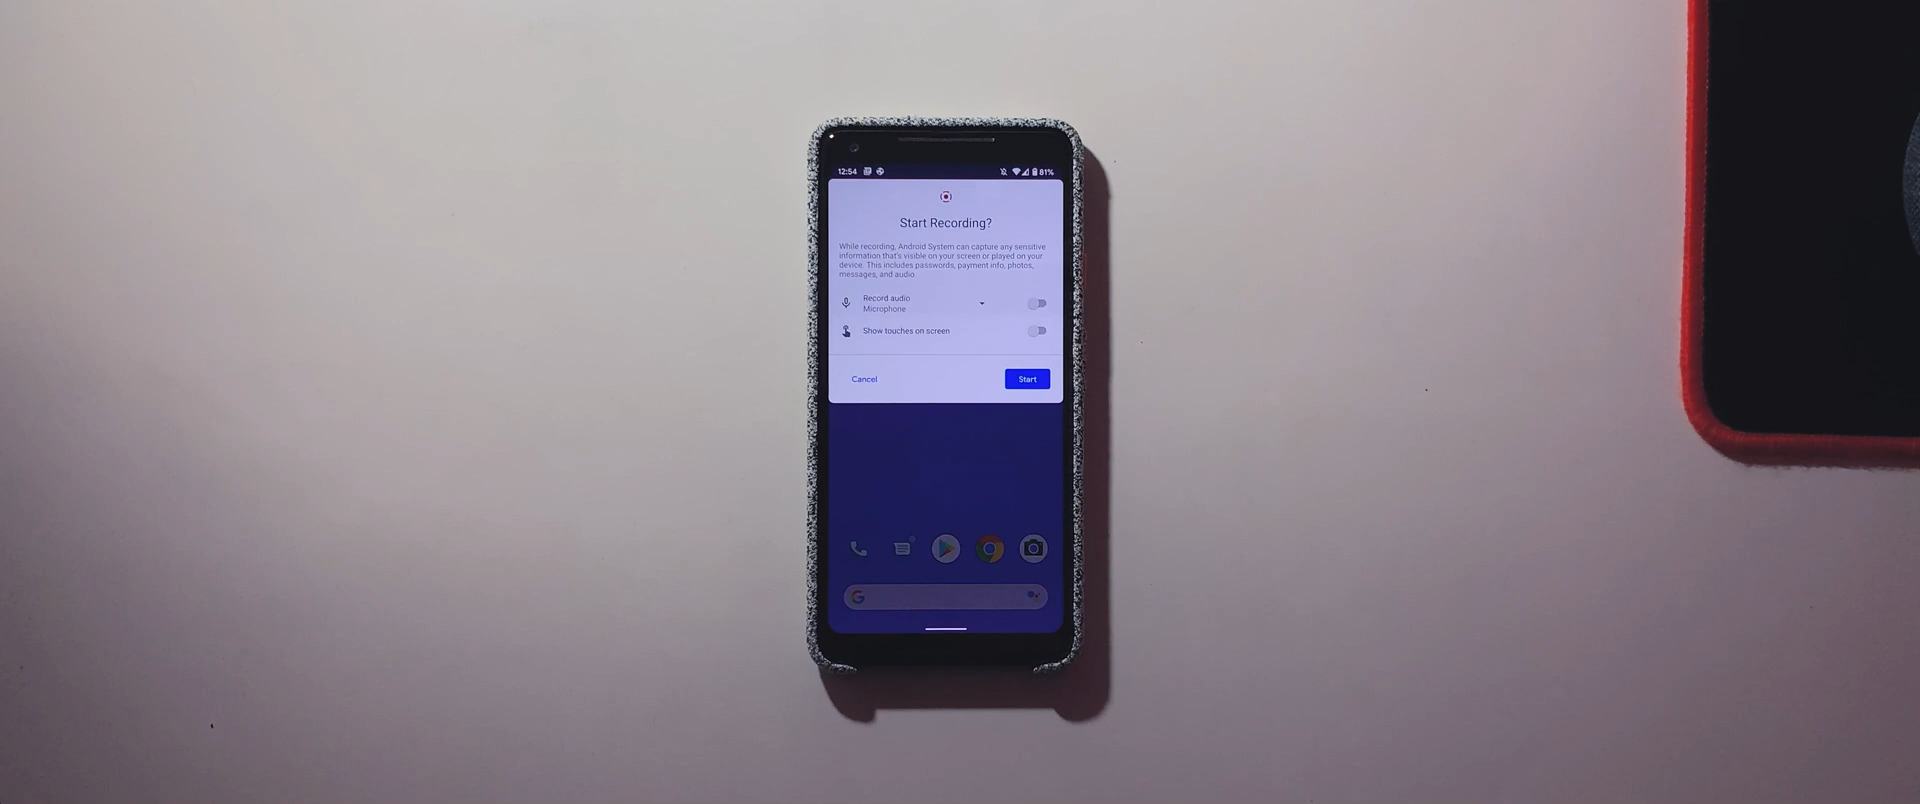 12:54 81%
Start Recording?
While recording, Android System can capture any sensitive
information that's visible on your screen or played on your
device. This includes passwords, payment info, photos,
messages, and audio
Record audio
Microphone
Show touches on screen
Cancel Start
G